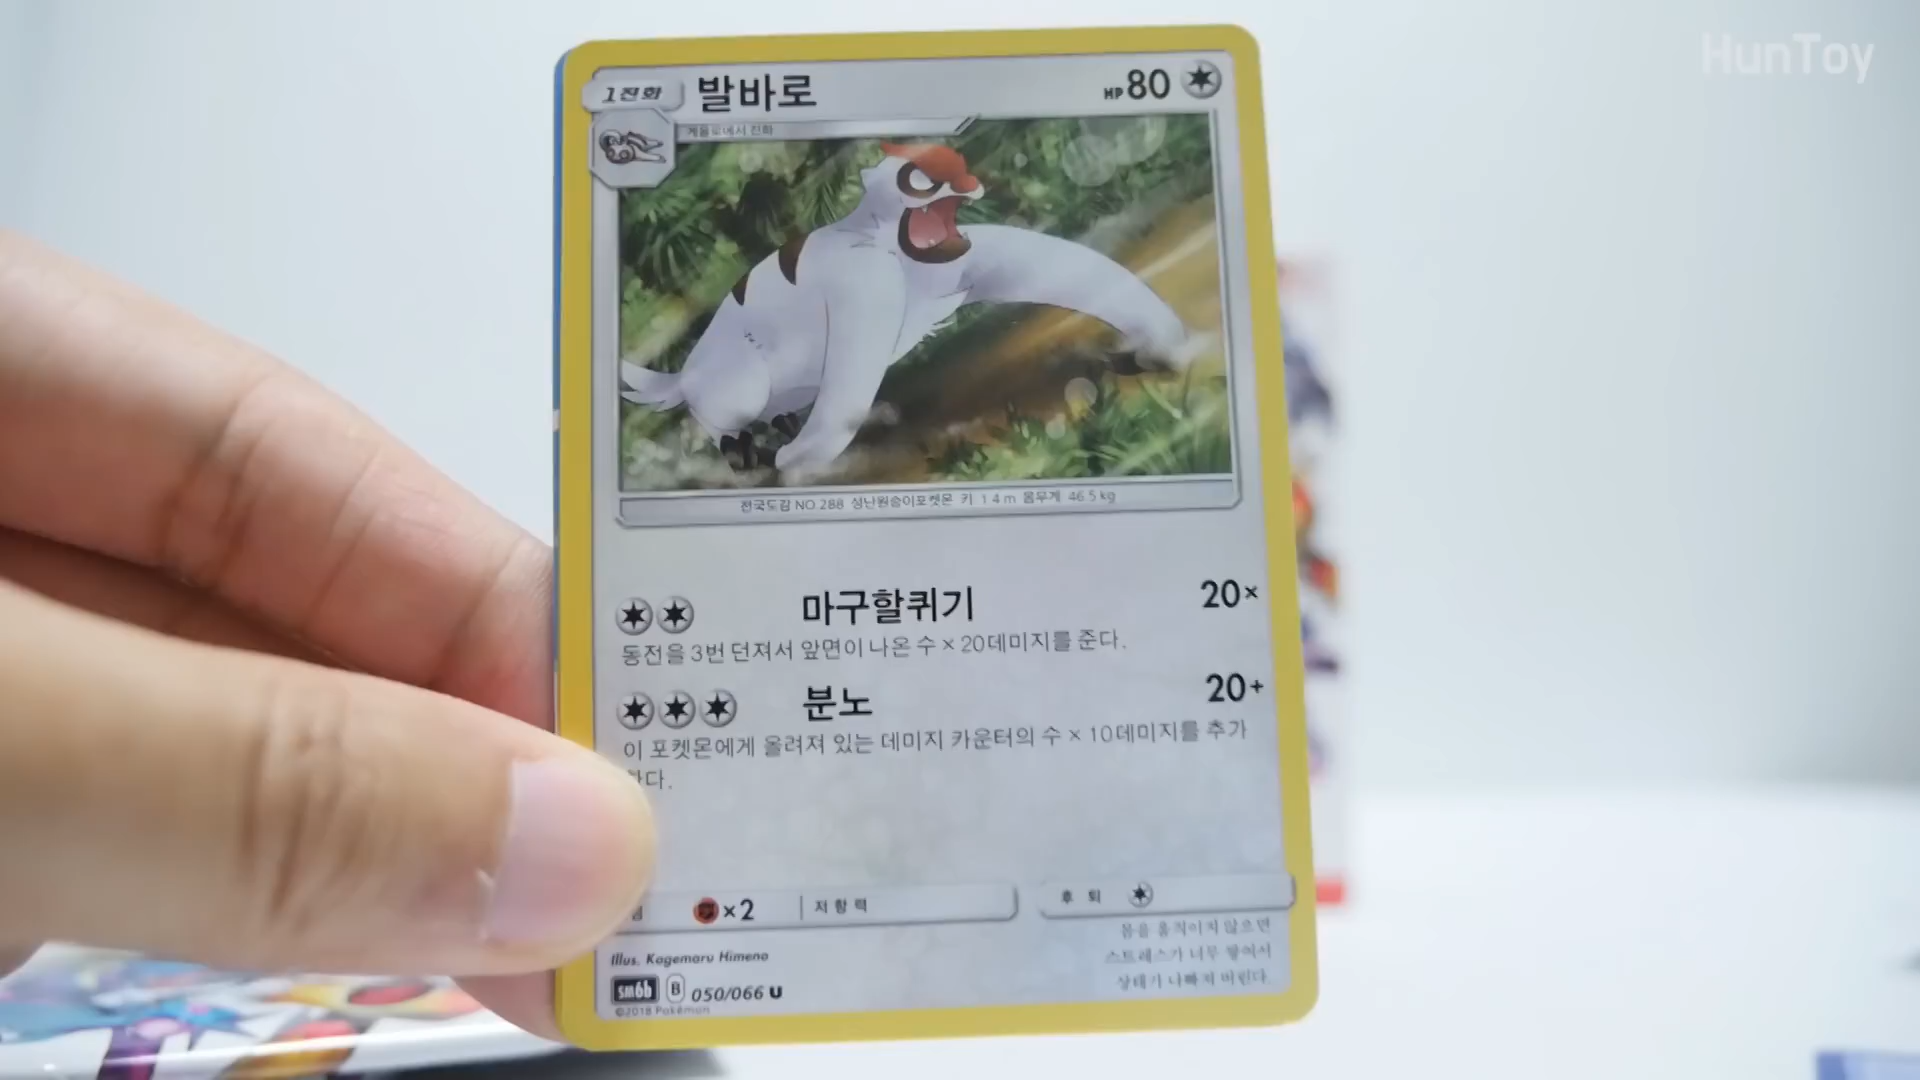 HunToy
1진화
발바로
HP 80
게을로에서 진화
전국도감 NO 288 성난원숭이포켓몬 키 1.4m 몸무게 46.5kg
마구할퀴기
20×
동전을 3번 던져서 앞면이 나온 수 × 20데미지를 준다.
분노
20+
이 포켓몬에게 올려져 있는 데미지 카운터의 수 × 10데미지를 추가
한다.
×2
저항력
후퇴
몸을 움직이지 않으면
스트레스가 너무 쌓여서
상태가 나빠져 버린다.
Illus. Kagemaru Himeno
sm6b B 050/066 U
©2018 Pokémon